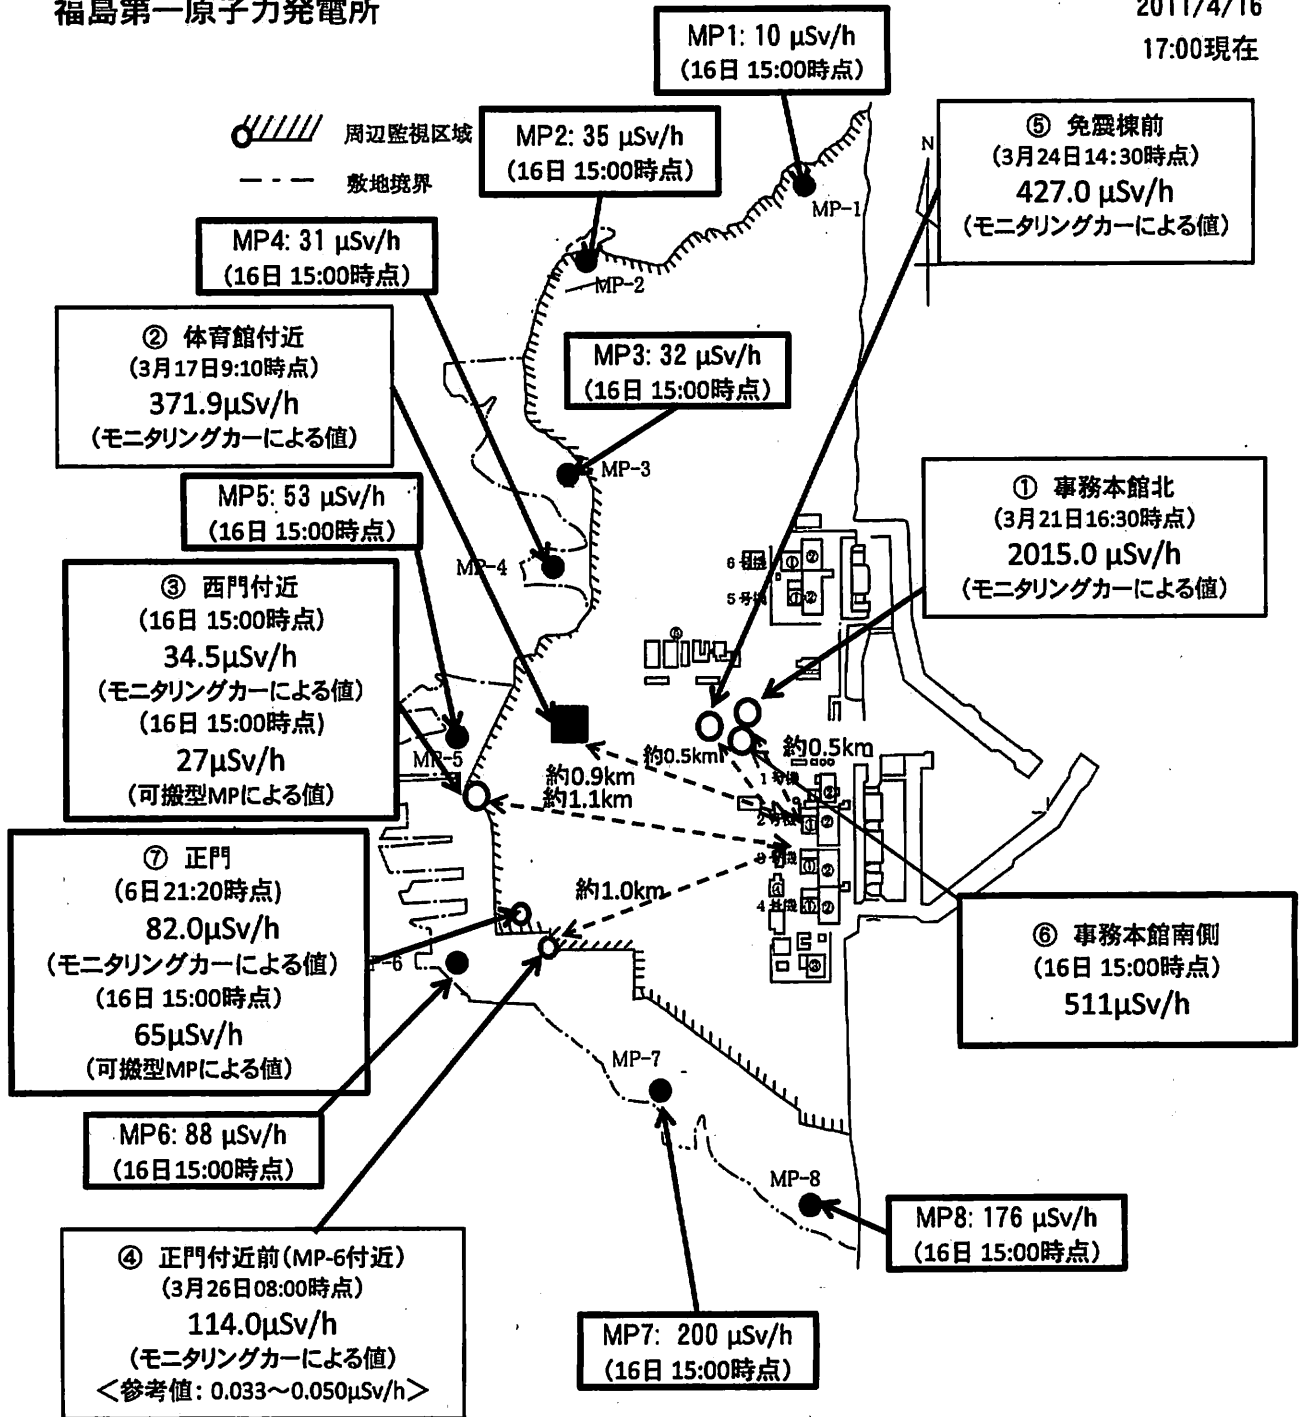 福島第一原子力発電所
2011/4/16
17:00現在
MP1: 10 μSv/h
(16日 15:00時点)
周辺監視区域
敷地境界
MP2: 35 μSv/h
(16日 15:00時点)
⑤ 免震棟前
(3月24日14:30時点)
427.0 μSv/h
(モニタリングカーによる値)
N
MP-1
MP4: 31 μSv/h
(16日 15:00時点)
MP-2
② 体育館付近
(3月17日9:10時点)
371.9μSv/h
(モニタリングカーによる値)
MP3: 32 μSv/h
(16日 15:00時点)
MP-3
MP5: 53 μSv/h
(16日 15:00時点)
① 事務本館北
(3月21日16:30時点)
2015.0 μSv/h
(モニタリングカーによる値)
MP-4
6号機
① ②
5号機
① ②
③ 西門付近
(16日 15:00時点)
34.5μSv/h
(モニタリングカーによる値)
(16日 15:00時点)
27μSv/h
(可搬型MPによる値)
MP-5
約0.5km
約0.5km
約0.9km
約1.1km
1号機
②
2号機
① ②
3号機
① ②
4号機
① ②
③
約1.0km
⑦ 正門
(6日21:20時点)
82.0μSv/h
(モニタリングカーによる値)
(16日 15:00時点)
65μSv/h
(可搬型MPによる値)
P-6
⑥ 事務本館南側
(16日 15:00時点)
511μSv/h
MP-7
MP6: 88 μSv/h
(16日15:00時点)
MP-8
MP8: 176 μSv/h
(16日 15:00時点)
④ 正門付近前(MP-6付近)
(3月26日08:00時点)
114.0μSv/h
(モニタリングカーによる値)
<参考値: 0.033～0.050μSv/h>
MP7: 200 μSv/h
(16日 15:00時点)